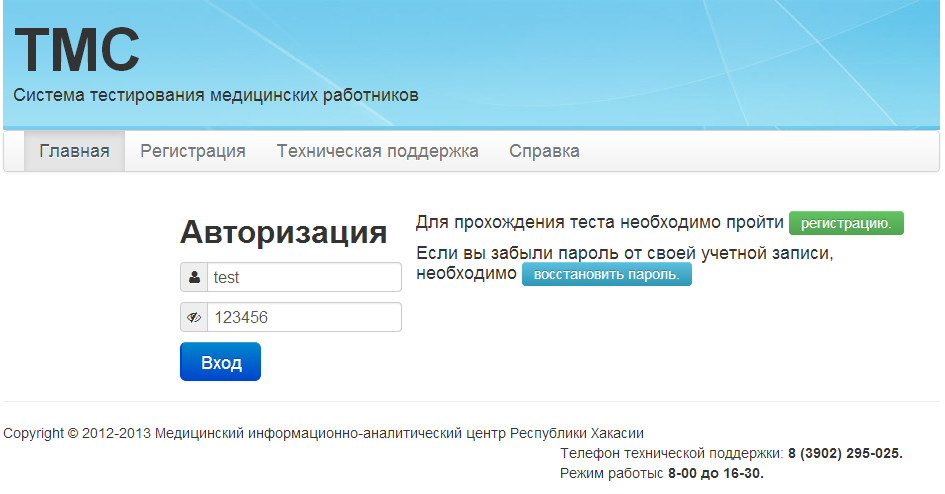 ТМС
Система тестирования медицинских работников
Главная Регистрация Техническая поддержка Справка
Авторизация
test
123456
Вход
Для прохождения теста необходимо пройти регистрацию.
Если вы забыли пароль от своей учетной записи,
необходимо восстановить пароль.
Copyright © 2012-2013 Медицинский информационно-аналитический центр Республики Хакасии
Телефон технической поддержки: 8 (3902) 295-025.
Режим работыс 8-00 до 16-30.